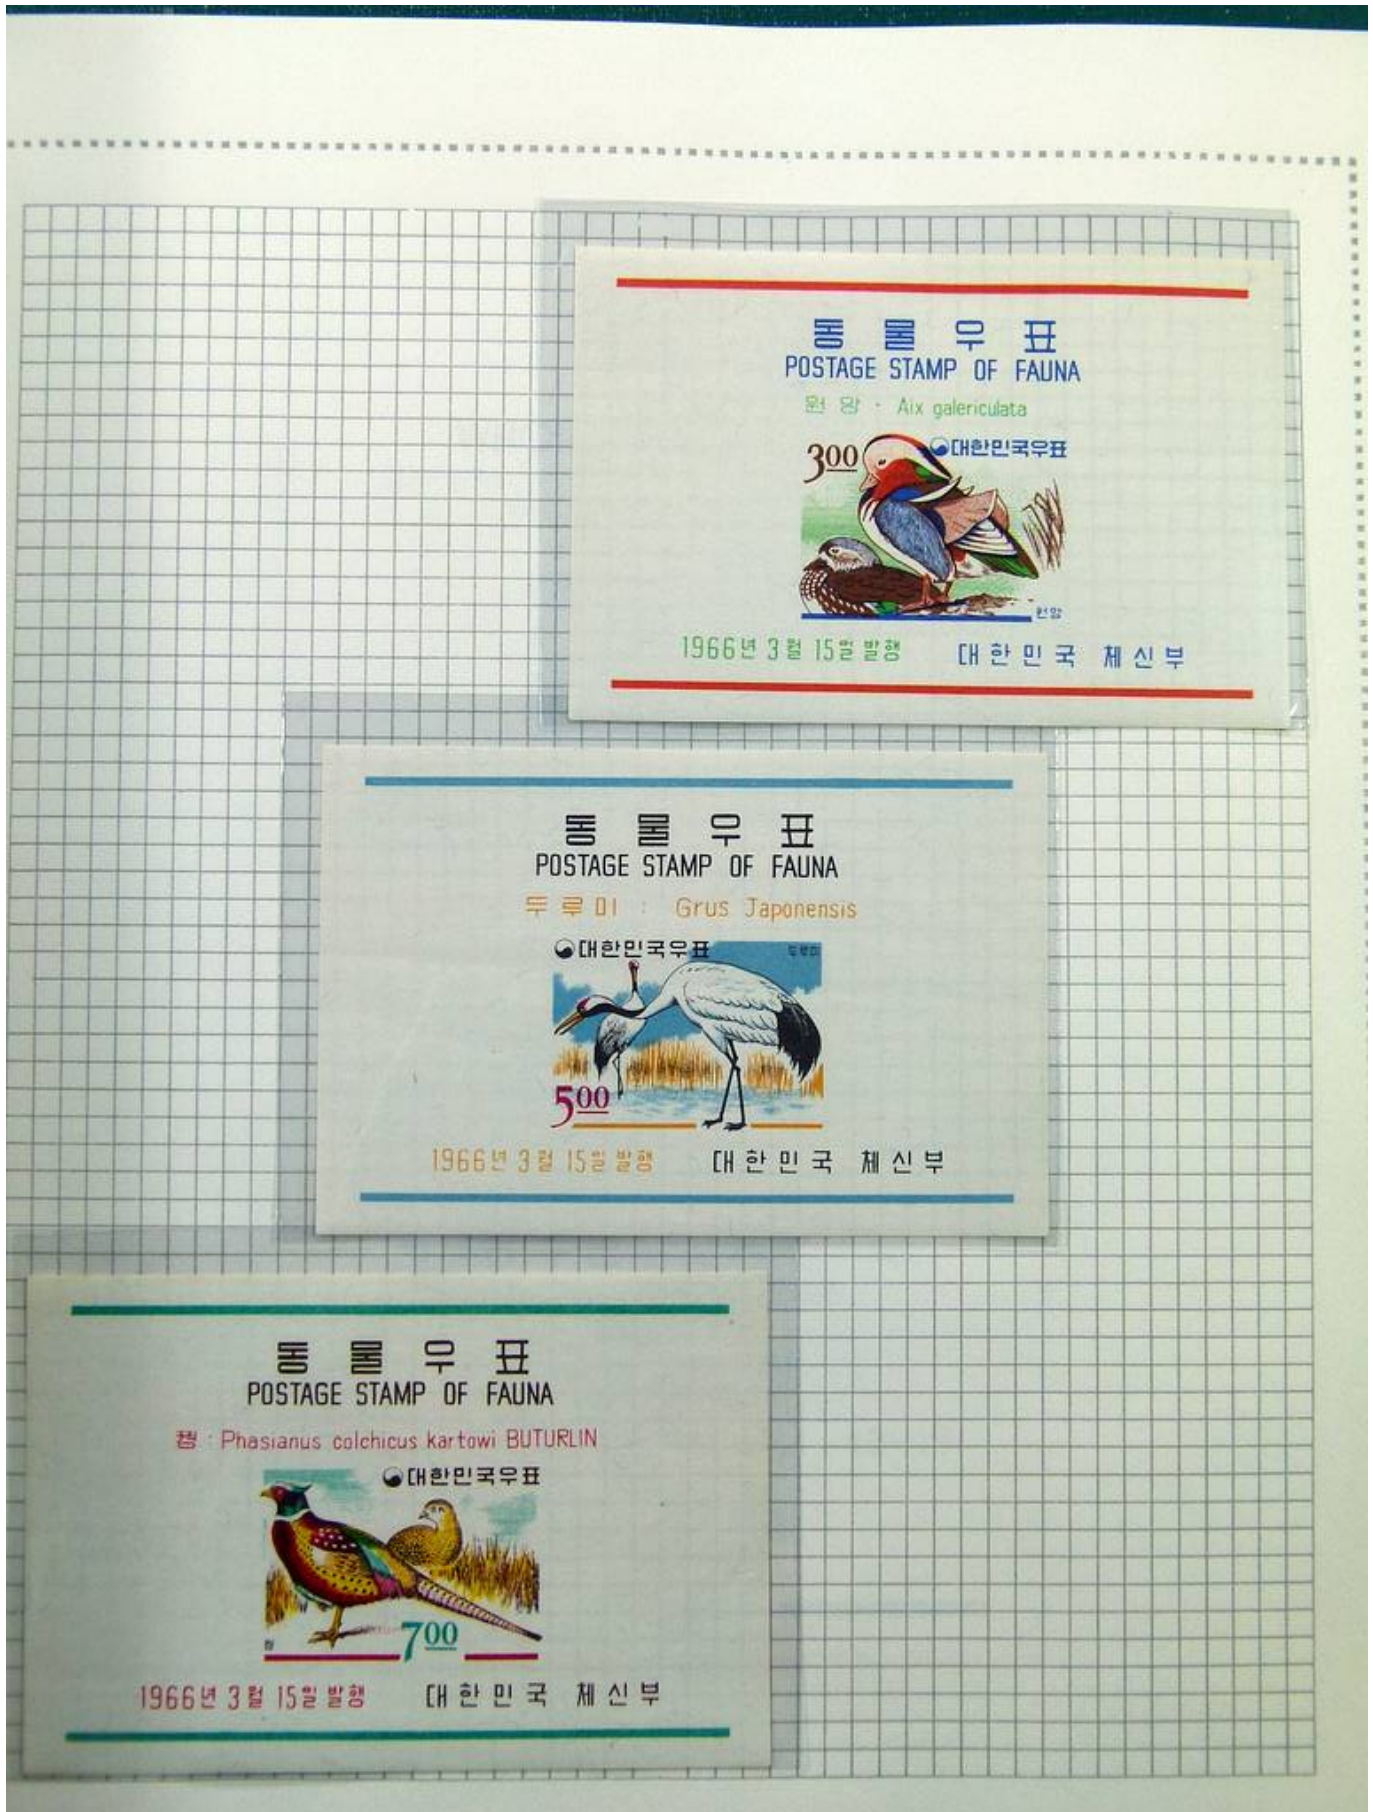 동물우표
POSTAGE STAMP OF FAUNA
원앙 - Aix galericulata
300 대한민국우표
원앙
1966년 3월 15일 발행 대한민국 체신부
동물우표
POSTAGE STAMP OF FAUNA
두루미 : Grus Japonensis
대한민국우표 두루미
500
1966년 3월 15일 발행 대한민국 체신부
동물우표
POSTAGE STAMP OF FAUNA
꿩 : Phasianus colchicus kartowi BUTURLIN
대한민국우표
꿩 700
1966년 3월 15일 발행 대한민국 체신부